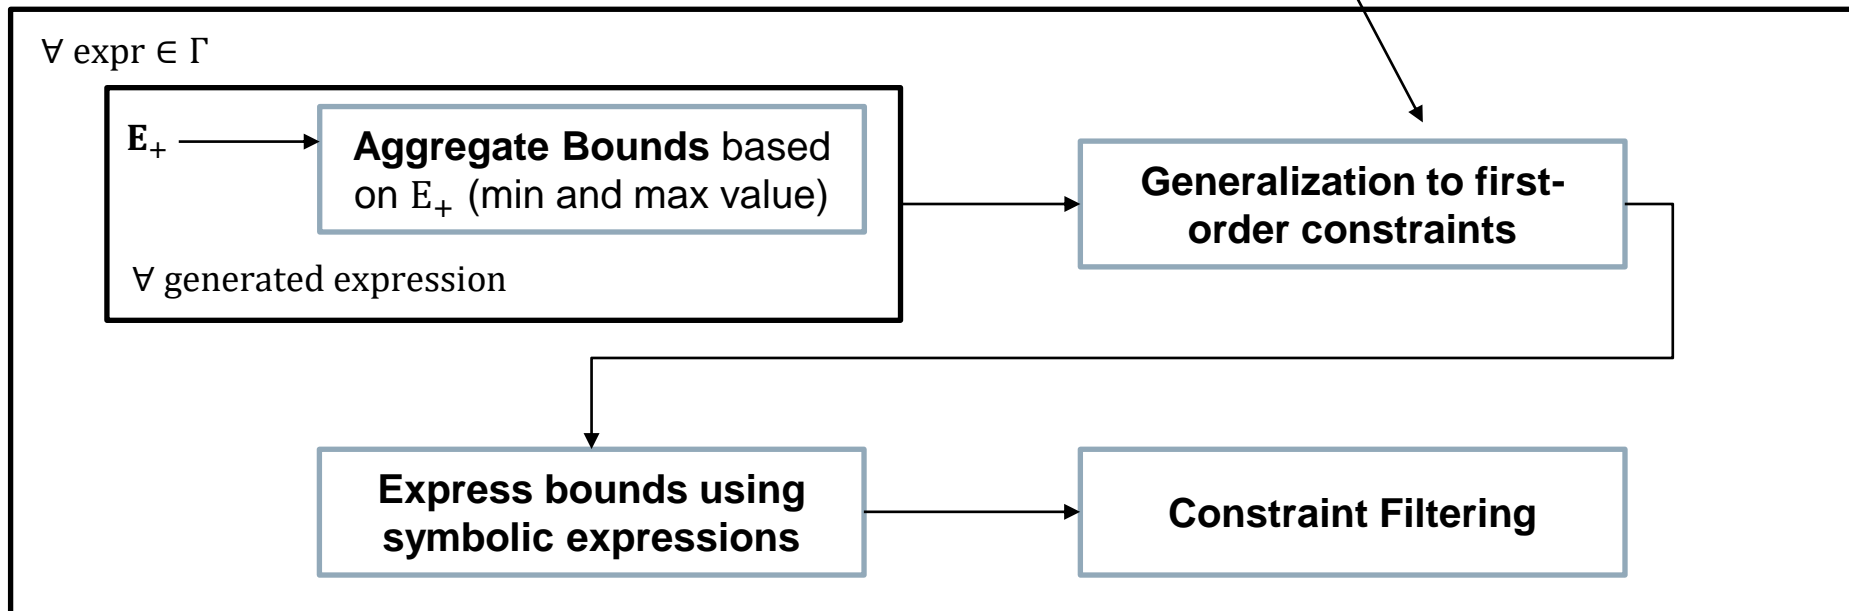 ∀ expr ∈ Γ
E₊
Aggregate Bounds based
on E₊ (min and max value)
∀ generated expression
Generalization to first-
order constraints
Express bounds using
symbolic expressions
Constraint Filtering